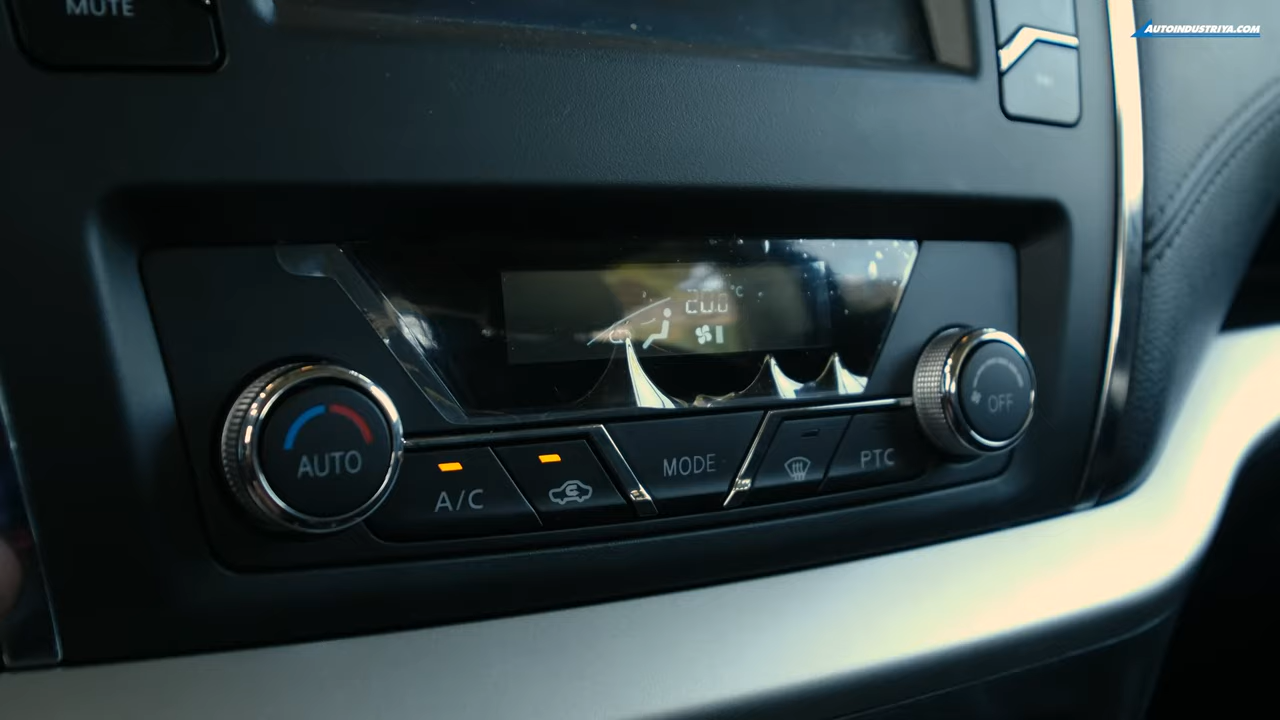 MUTE
AUTOINDUSTRIYA.COM
20.0 °C
AUTO
A/C
MODE
PTC
OFF